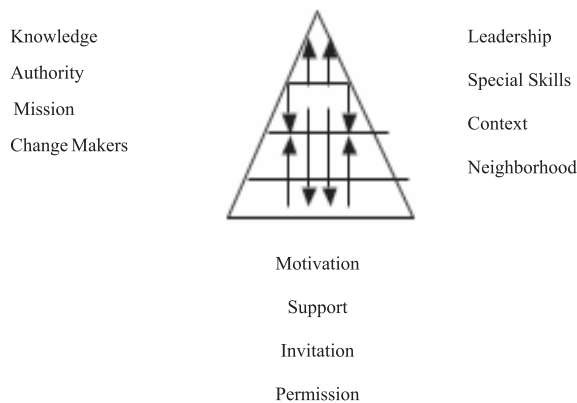 Knowledge
Authority
Mission
Change Makers
Leadership
Special Skills
Context
Neighborhood
Motivation
Support
Invitation
Permission